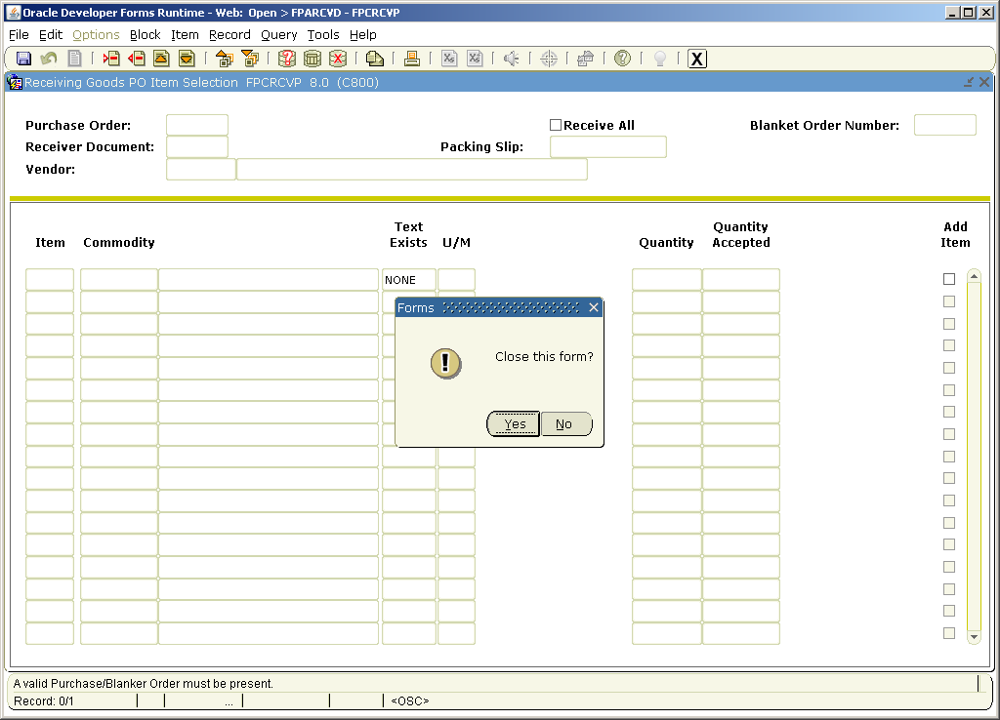 Oracle Developer Forms Runtime - Web: Open > FPARCVD - FPCRCVP
File Edit Options Block Item Record Query Tools Help
X
Receiving Goods PO Item Selection FPCRCVP 8.0 (C800)
Purchase Order: Receive All Blanket Order Number:
Receiver Document: Packing Slip:
Vendor:
Item Commodity Text Exists U/M Quantity Quantity Accepted Add Item
NONE
Forms
Close this form?
Yes No
A valid Purchase/Blanker Order must be present.
Record: 0/1 ... <OSC>